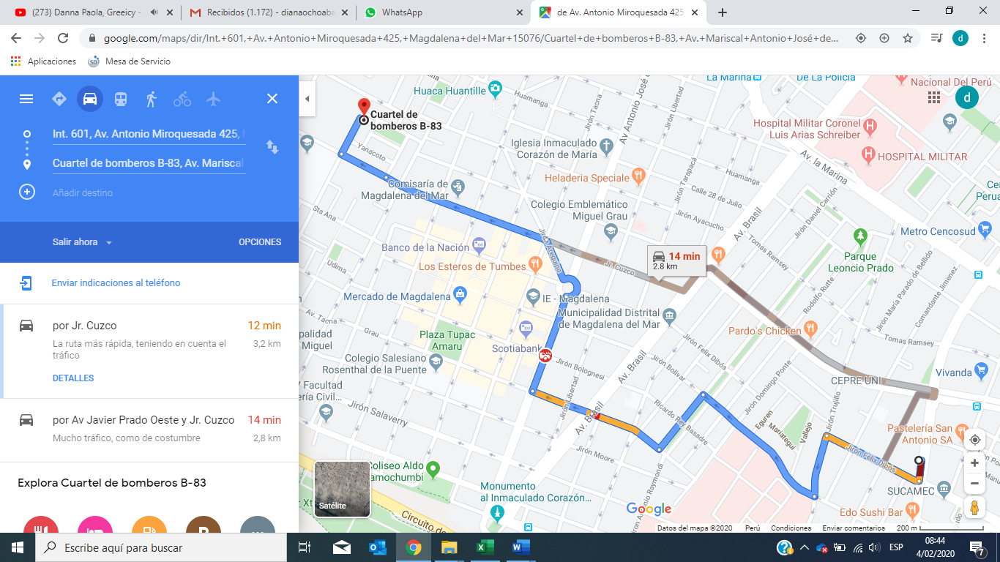 (273) Danna Paola, Greeicy -
Recibidos (1.172) - dianaochoaba
WhatsApp
de Av. Antonio Miroquesada 425
google.com/maps/dir/Int.+601,+Av.+Antonio+Miroquesada+425,+Magdalena+del+Mar+15076/Cuartel+de+bomberos+B-83,+Av.+Mariscal+Antonio+José+de...
d
Aplicaciones
Mesa de Servicio
Int. 601, Av. Antonio Miroquesada 425,
Cuartel de bomberos B-83, Av. Mariscal
Añadir destino
Salir ahora
OPCIONES
Enviar indicaciones al teléfono
por Jr. Cuzco
12 min
La ruta más rápida, teniendo en cuenta el
tráfico
3,2 km
DETALLES
por Av Javier Prado Oeste y Jr. Cuzco
14 min
Mucho tráfico, como de costumbre
2,8 km
Explora Cuartel de bomberos B-83
Huaca Huantille
Huamanga
Jirón Tacna
Av Antonio José
Jirón Libertad
La Marina
De La Policía
Nacional Del Perú
d
Cuartel de
bomberos B-83
Yanacoto
Iglesia Inmaculado
Corazón de María
Hospital Militar Coronel
Luis Arias Schreiber
HOSPITAL MILITAR
Av. la Marina
Heladeria Speciale
Jirón Tarapacá
Huamanga
Calle 28 de Julio
Comisaría de
Magdalena del Mar
Colegio Emblemático
Miguel Grau
Jirón Ayacucho
Jirón Daniel Carrión
Sta Ana
Jirón Arequipa
Banco de la Nación
Los Esteros de Tumbes
Jr. Cuzco
14 min
2.8 km
Av. Brasil
Tomas Ramsey
Parque
Leoncio Prado
Metro Cencosud
Udima
Mercado de Magdalena
IE - Magdalena
Municipalidad Distrital
de Magdalena del Mar
Rodolfo Rutte
Jirón María Parado de Bellido
Comandante Jimenez
Av. Tacna
Grau
Plaza Tupac
Amaru
Scotiabank
Pardo's Chicken
Tomas Ramsey
Colegio Salesiano
Rosenthal de la Puente
Jirón Bolognesi
Av. Brasil
Jirón Felix Dibós
Jirón Bolivar
Jirón Domingo Ponte
CEPRE-UNI
Vivanda
Jirón Salaverry
Jirón Libertad
Av. Brasil
Ricardo Rey Basadre
Eguren
Mariategui
Vallejo
Jirón Trujillo
Pastelería San
Antonio SA
Jirón Félix Dibós
Jirón Moore
SUCAMEC
Coliseo Aldo
Monumento
al Inmaculado Corazón...
Edo Sushi Bar
Satélite
Google
Datos del mapa ©2020
Perú
Condiciones
Enviar comentarios
200 m
Escribe aquí para buscar
ESP
08:44
4/02/2020
7